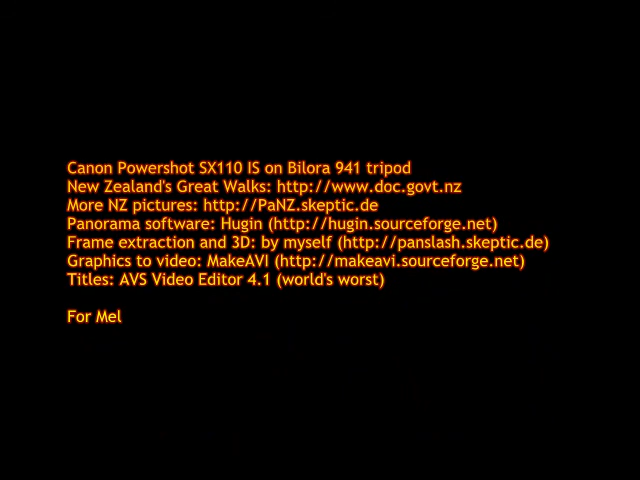 Canon Powershot SX110 IS on Bilora 941 tripod
New Zealand's Great Walks: http://www.doc.govt.nz
More NZ pictures: http://PaNZ.skeptic.de
Panorama software: Hugin (http://hugin.sourceforge.net)
Frame extraction and 3D: by myself (http://panslash.skeptic.de)
Graphics to video: MakeAVI (http://makeavi.sourceforge.net)
Titles: AVS Video Editor 4.1 (world's worst)
For Mel